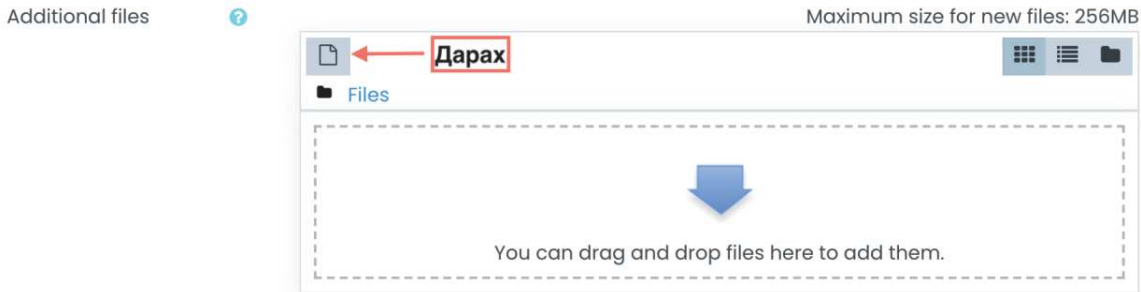 Additional files
Maximum size for new files: 256MB
Дарах
Files
You can drag and drop files here to add them.